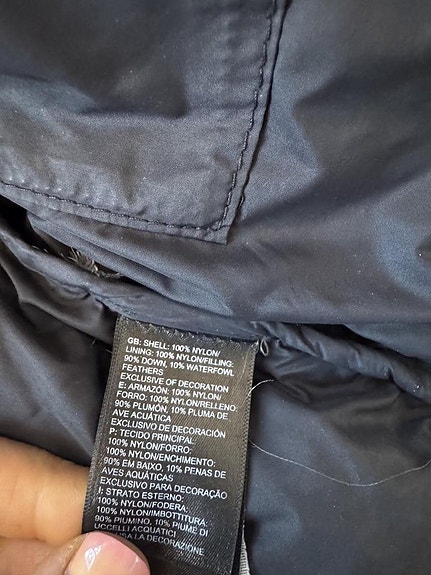 GB: SHELL: 100% NYLON/
LINING: 100% NYLON/FILLING:
90% DOWN, 10% WATERFOWL
FEATHERS
EXCLUSIVE OF DECORATION
E: ARMAZÓN: 100% NYLON/
FORRO: 100% NYLON/RELLENO:
90% PLUMÓN, 10% PLUMA DE
AVE ACUÁTICA
EXCLUSIVO DE DECORACIÓN
P: TECIDO PRINCIPAL:
100% NYLON/FORRO:
100% NYLON/ENCHIMENTO:
90% EM BAIXO, 10% PENAS DE
AVES AQUÁTICAS
EXCLUSIVO PARA DECORAÇÃO
I: STRATO ESTERNO:
100% NYLON/FODERA:
100% NYLON/IMBOTTITURA:
90% PIUMINO, 10% PIUME DI
UCCELLI ACQUATICI
LA DECORAZIONE